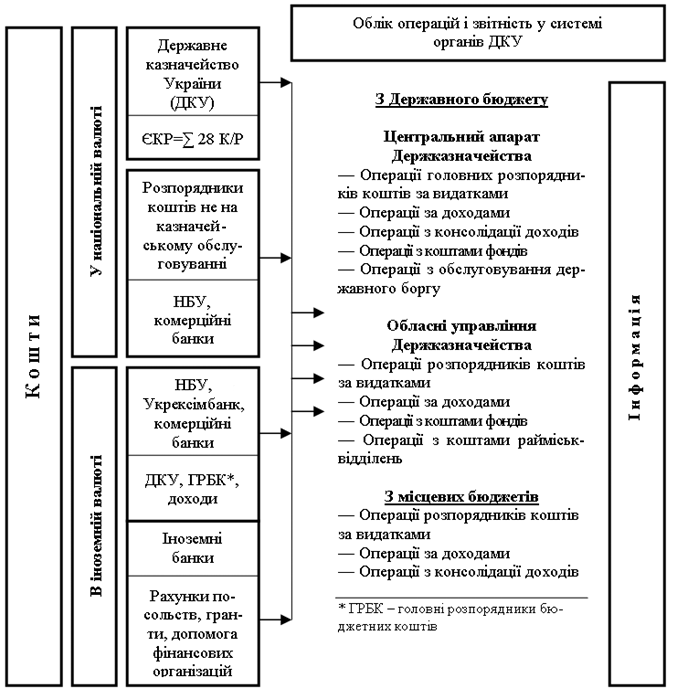 Облік операцій і звітність у системі
органів ДКУ
Кошти
У національній валюті
Державне
казначейство
України
(ДКУ)
ЄКР=∑ 28 К/Р
Розпорядники
коштів не на
казначей-
ському обслу-
говуванні
НБУ,
комерційні
банки
В іноземній валюті
НБУ,
Укрексімбанк,
комерційні
банки
ДКУ, ГРБК*,
доходи
Іноземні
банки
Рахунки по-
сольств, гран-
ти, допомога
фінансових
організацій
З Державного бюджету
Центральний апарат
Держказначейства
— Операції головних розпорядни-
ків коштів за видатками
— Операції за доходами
— Операції з консолідації доходів
— Операції з коштами фондів
— Операції з обслуговування дер-
жавного боргу
Обласні управління
Держказначейства
— Операції розпорядників коштів
за видатками
— Операції за доходами
— Операції з коштами фондів
— Операції з коштами райміськ-
відділень
З місцевих бюджетів
— Операції розпорядників коштів
за видатками
— Операції за доходами
— Операції з консолідації доходів
* ГРБК – головні розпорядники бю-
джетних коштів
Інформація